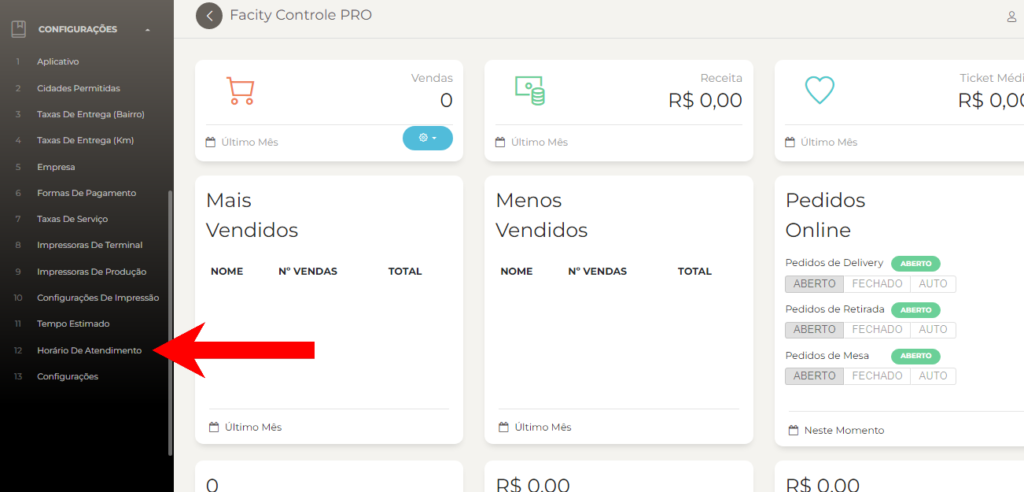 CONFIGURAÇÕES
1 Aplicativo
2 Cidades Permitidas
3 Taxas De Entrega (Bairro)
4 Taxas De Entrega (Km)
5 Empresa
6 Formas De Pagamento
7 Taxas De Serviço
8 Impressoras De Terminal
9 Impressoras De Produção
10 Configurações De Impressão
11 Tempo Estimado
12 Horário De Atendimento
13 Configurações
Facity Controle PRO
Vendas
0
Último Mês
Receita
R$ 0,00
Último Mês
Ticket Médi
R$ 0,00
Último Mês
Mais
Vendidos
NOME Nº VENDAS TOTAL
Último Mês
Menos
Vendidos
NOME Nº VENDAS TOTAL
Último Mês
Pedidos
Online
Pedidos de Delivery ABERTO
ABERTO FECHADO AUTO
Pedidos de Retirada ABERTO
ABERTO FECHADO AUTO
Pedidos de Mesa ABERTO
ABERTO FECHADO AUTO
Neste Momento
0
R$ 0,00
R$ 0,00